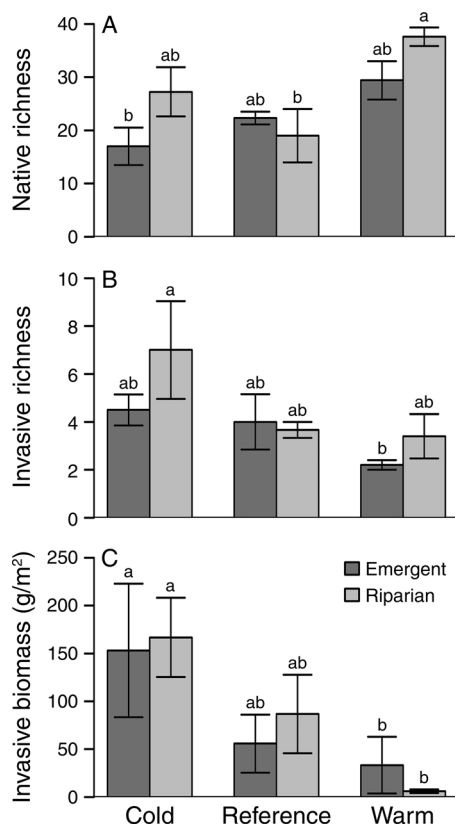 A
Native richness
40
30
20
10
0
b
ab
ab
b
ab
a
B
Invasive richness
10
8
6
4
2
0
ab
a
ab
ab
b
ab
C
Invasive biomass (g/m²)
250
200
150
100
50
0
a
a
ab
ab
b
b
Emergent
Riparian
Cold
Reference
Warm